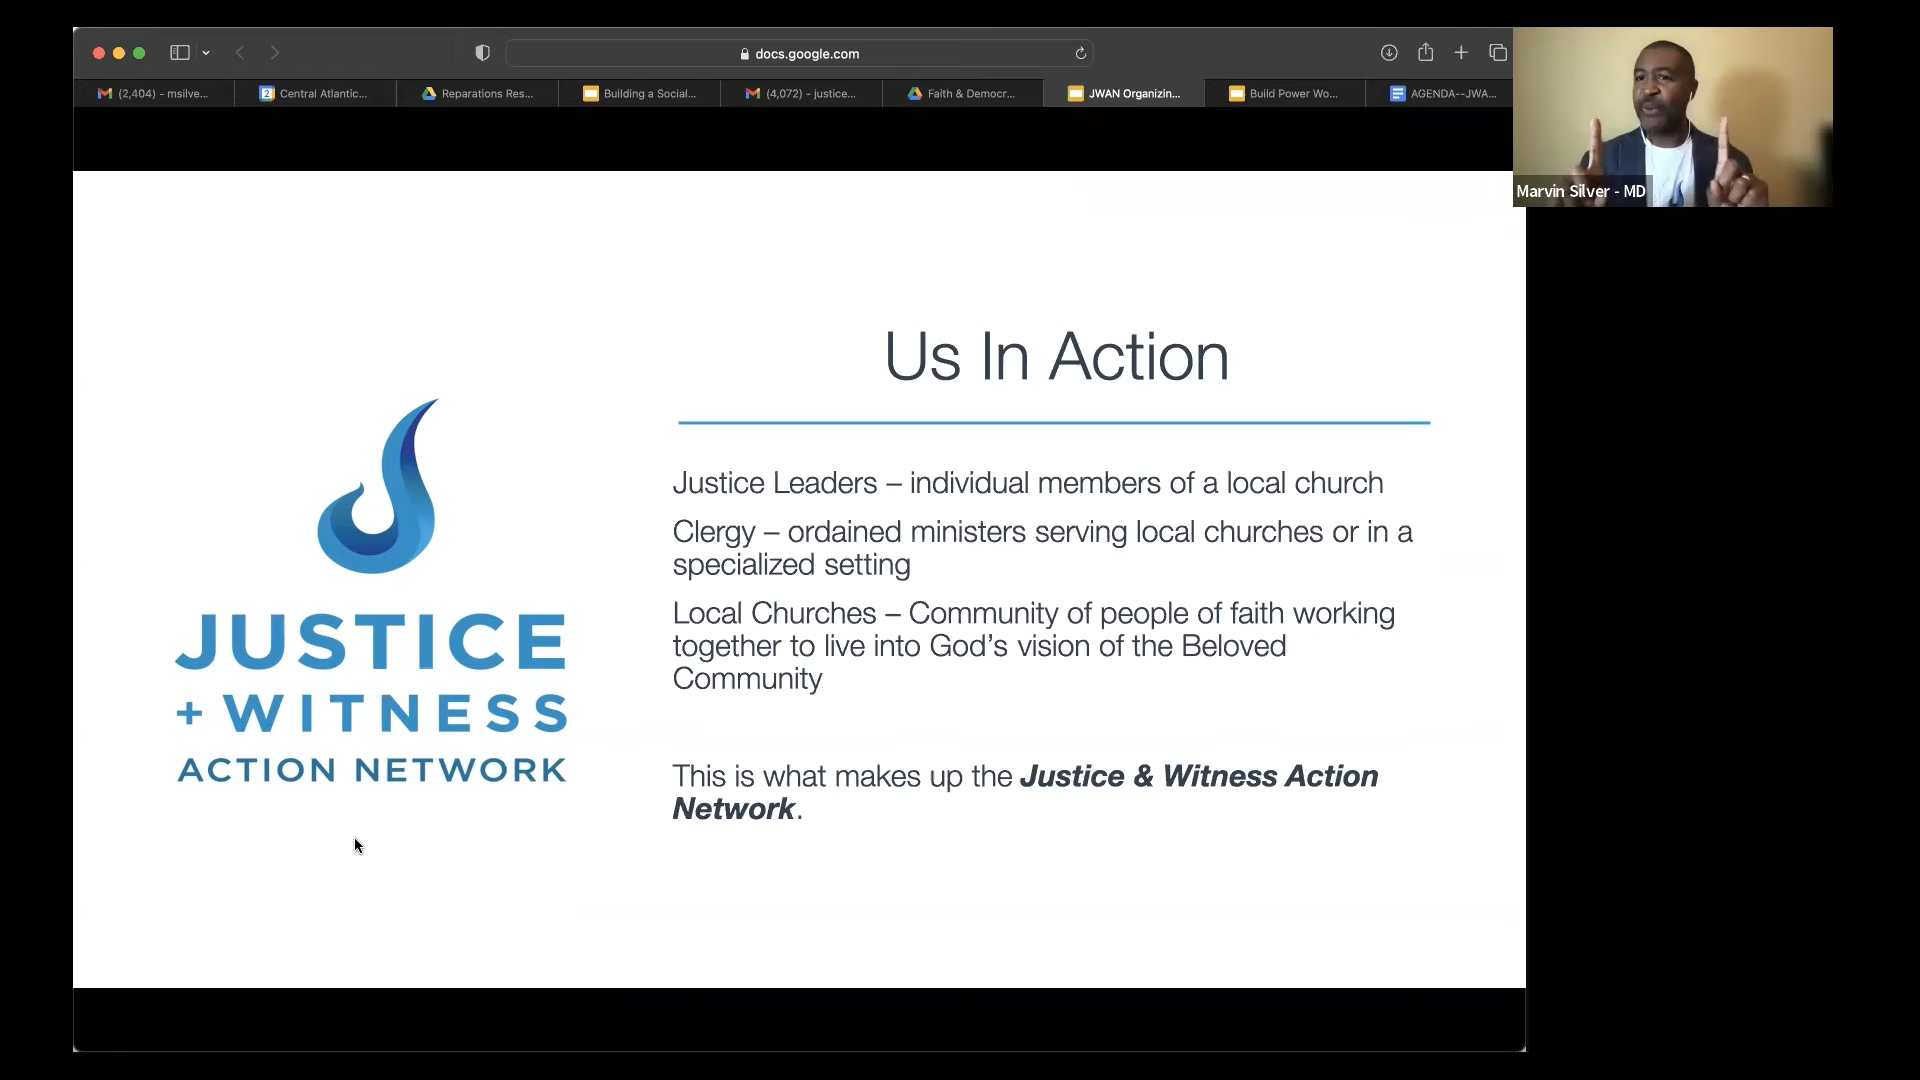 docs.google.com
(2,404) - msilve...
2
Central Atlantic...
Reparations Res...
Building a Social...
(4,072) - justice...
Faith & Democr...
JWAN Organizin...
Build Power Wo...
AGENDA--JWA...
Marvin Silver - MD
Us In Action
Justice Leaders – individual members of a local church
Clergy – ordained ministers serving local churches or in a
specialized setting
Local Churches – Community of people of faith working
together to live into God’s vision of the Beloved
Community
This is what makes up the Justice & Witness Action
Network.
JUSTICE
+ WITNESS
ACTION NETWORK